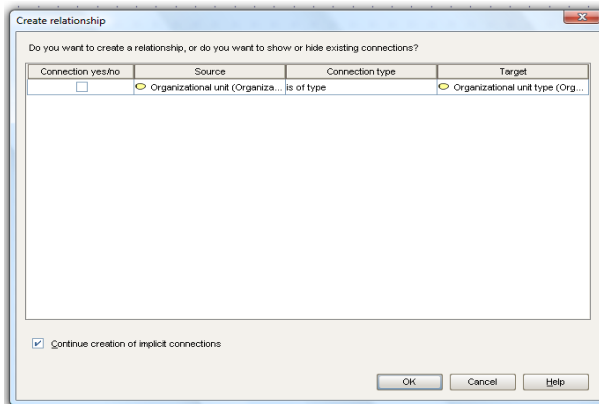 Create relationship
Do you want to create a relationship, or do you want to show or hide existing connections?
Connection yes/no Source Connection type Target
Organizational unit (Organiza... is of type Organizational unit type (Org...
Continue creation of implicit connections
OK Cancel Help